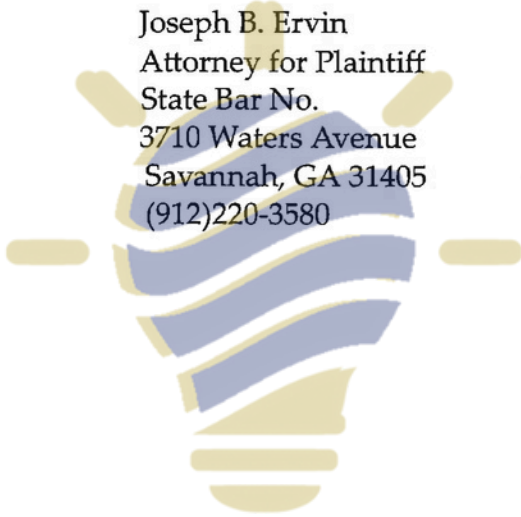 Joseph B. Ervin
Attorney for Plaintiff
State Bar No.
3710 Waters Avenue
Savannah, GA 31405
(912)220-3580